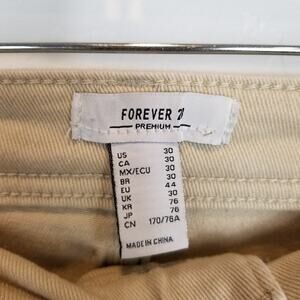 FOREVER 21
PREMIUM
US 30
CA 30
MX/ECU 30
BR 44
EU 30
UK 30
KR 76
JP 76
CN 170/76A
MADE IN CHINA